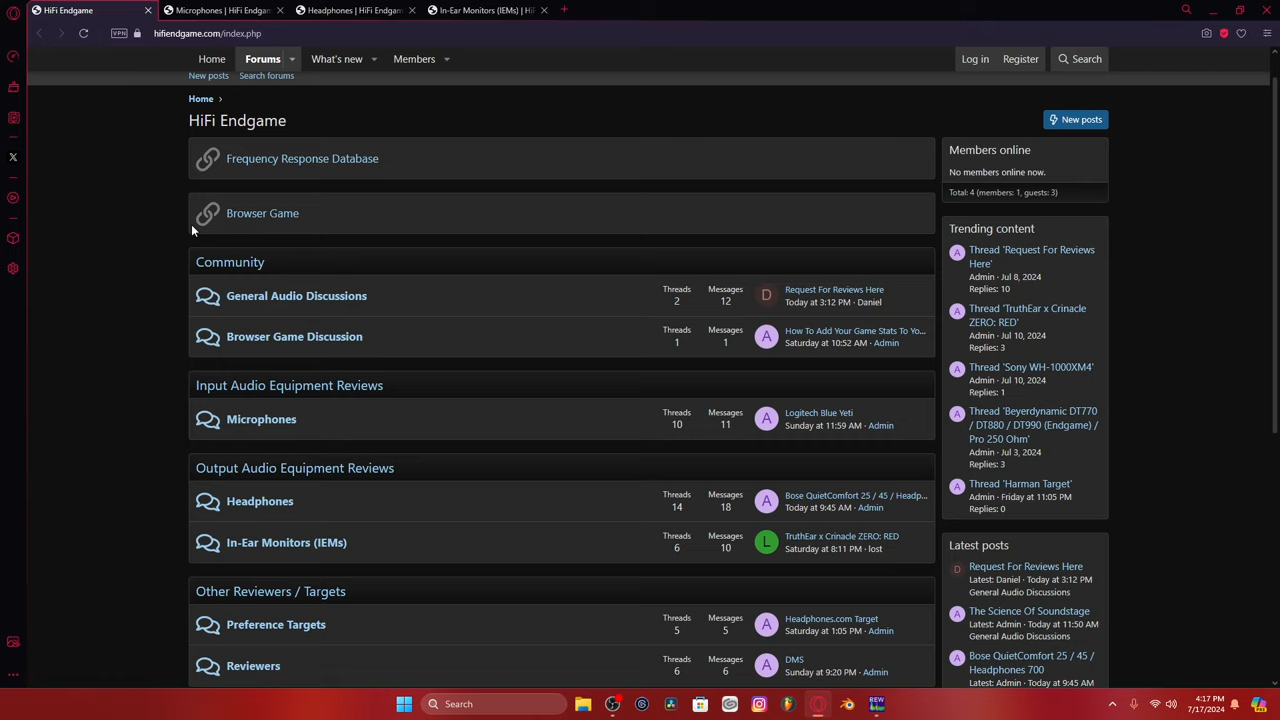 HiFi Endgame
Microphones | HiFi Endgam
Headphones | HiFi Endgam
In-Ear Monitors (IEMs) | Hi
VPN
hifiendgame.com/index.php
Home
Forums
What's new
Members
Log in
Register
Search
New posts
Search forums
Home
HiFi Endgame
New posts
Frequency Response Database
Browser Game
Community
General Audio Discussions
Threads
2
Messages
12
D
Request For Reviews Here
Today at 3:12 PM · Daniel
Browser Game Discussion
Threads
1
Messages
1
A
How To Add Your Game Stats To Yo...
Saturday at 10:52 AM · Admin
Input Audio Equipment Reviews
Microphones
Threads
10
Messages
11
A
Logitech Blue Yeti
Sunday at 11:59 AM · Admin
Output Audio Equipment Reviews
Headphones
Threads
14
Messages
18
A
Bose QuietComfort 25 / 45 / Headp...
Today at 9:45 AM · Admin
In-Ear Monitors (IEMs)
Threads
6
Messages
10
L
TruthEar x Crinacle ZERO: RED
Saturday at 8:11 PM · lost
Other Reviewers / Targets
Preference Targets
Threads
5
Messages
5
A
Headphones.com Target
Saturday at 1:05 PM · Admin
Reviewers
Threads
6
Messages
6
A
DMS
Sunday at 9:20 PM · Admin
Members online
No members online now.
Total: 4 (members: 1, guests: 3)
Trending content
A
Thread 'Request For Reviews
Here'
Admin · Jul 8, 2024
Replies: 10
A
Thread 'TruthEar x Crinacle
ZERO: RED'
Admin · Jul 10, 2024
Replies: 3
A
Thread 'Sony WH-1000XM4'
Admin · Jul 10, 2024
Replies: 1
A
Thread 'Beyerdynamic DT770
/ DT880 / DT990 (Endgame) /
Pro 250 Ohm'
Admin · Jul 3, 2024
Replies: 3
A
Thread 'Harman Target'
Admin · Friday at 11:05 PM
Replies: 0
Latest posts
D
Request For Reviews Here
Latest: Daniel · Today at 3:12 PM
General Audio Discussions
A
The Science Of Soundstage
Latest: Admin · Today at 11:50 AM
General Audio Discussions
A
Bose QuietComfort 25 / 45 /
Headphones 700
Latest: Admin · Today at 9:45 AM
Search
REW
4:17 PM
7/17/2024